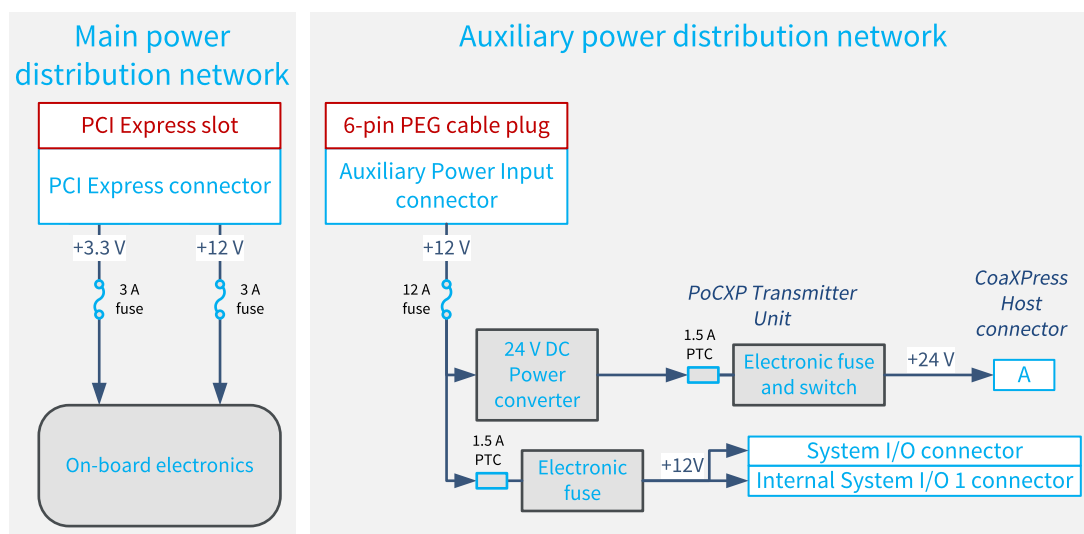 Main power
distribution network
PCI Express slot
PCI Express connector
+3.3 V
+12 V
3 A
fuse
3 A
fuse
On-board electronics
Auxiliary power distribution network
6-pin PEG cable plug
Auxiliary Power Input
connector
+12 V
12 A
fuse
24 V DC
Power
converter
PoCXP Transmitter
Unit
1.5 A
PTC
Electronic fuse
and switch
+24 V
CoaXPress
Host
connector
A
1.5 A
PTC
Electronic
fuse
+12V
System I/O connector
Internal System I/O 1 connector